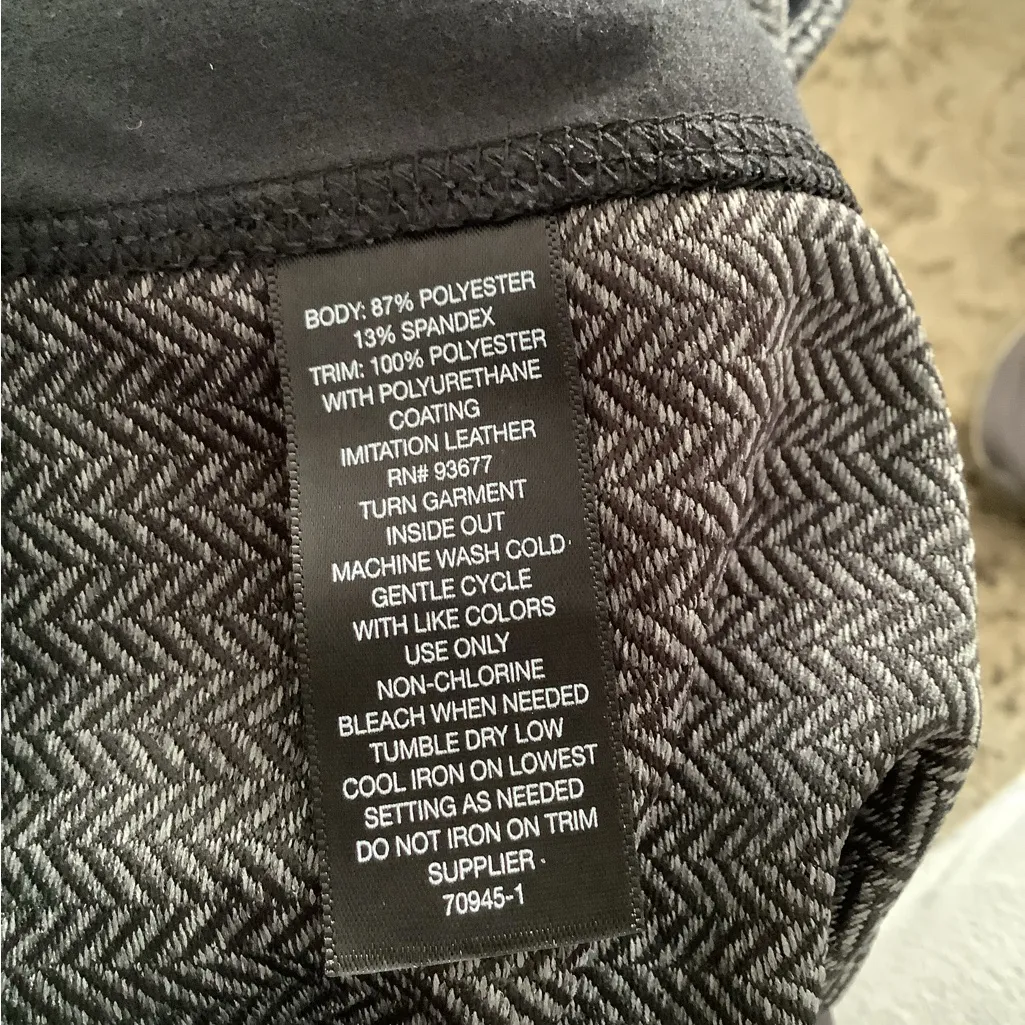 BODY: 87% POLYESTER
13% SPANDEX
TRIM: 100% POLYESTER
WITH POLYURETHANE
COATING
IMITATION LEATHER
RN# 93677
TURN GARMENT
INSIDE OUT
MACHINE WASH COLD
GENTLE CYCLE
WITH LIKE COLORS
USE ONLY
NON-CHLORINE
BLEACH WHEN NEEDED
TUMBLE DRY LOW
COOL IRON ON LOWEST
SETTING AS NEEDED
DO NOT IRON ON TRIM
SUPPLIER
70945-1